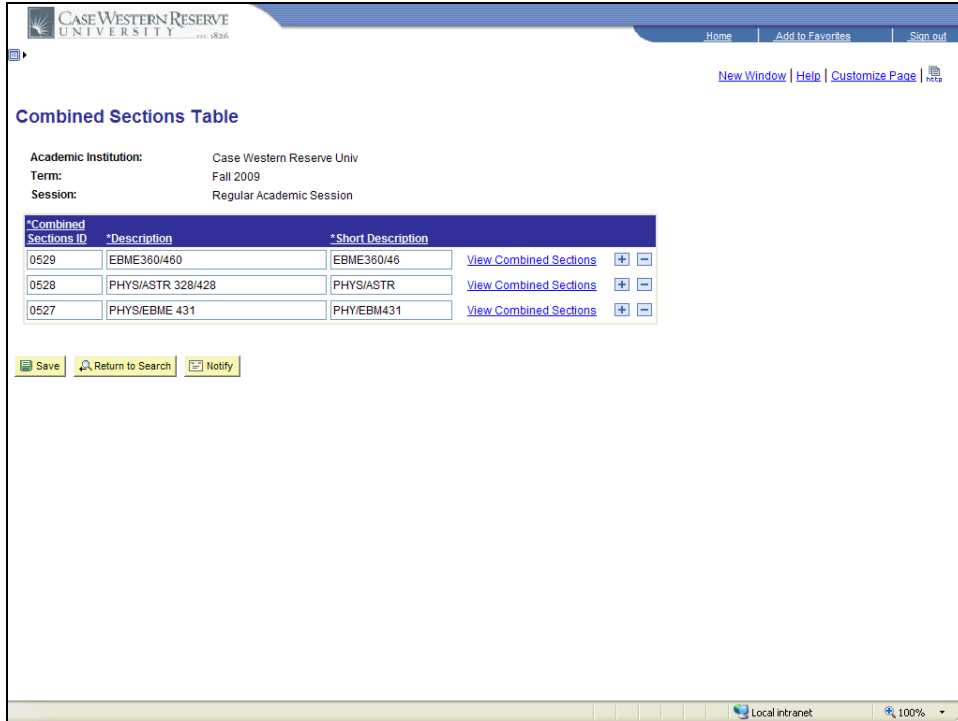 CASE WESTERN RESERVE
UNIVERSITY EST. 1826
Home Add to Favorites Sign out
New Window | Help | Customize Page | http
Combined Sections Table
Academic Institution: Case Western Reserve Univ
Term: Fall 2009
Session: Regular Academic Session
*Combined
Sections ID *Description *Short Description
0529 EBME360/460 EBME360/46 View Combined Sections + −
0528 PHYS/ASTR 328/428 PHYS/ASTR View Combined Sections + −
0527 PHYS/EBME 431 PHY/EBM431 View Combined Sections + −
Save Return to Search Notify
Local intranet 100%